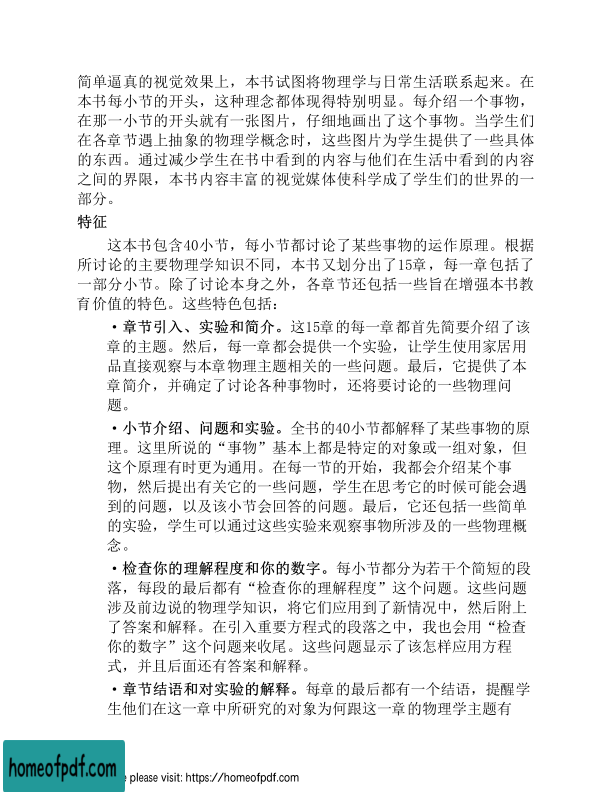 简单逼真的视觉效果上，本书试图将物理学与日常生活联系起来。在
本书每小节的开头，这种理念都体现得特别明显。每介绍一个事物，
在那一小节的开头就有一张图片，仔细地画出了这个事物。当学生们
在各章节遇上抽象的物理学概念时，这些图片为学生提供了一些具体
的东西。通过减少学生在书中看到的内容与他们在生活中看到的内容
之间的界限，本书内容丰富的视觉媒体使科学成了学生们的世界的一
部分。
特征
这本书包含40小节，每小节都讨论了某些事物的运作原理。根据
所讨论的主要物理学知识不同，本书又划分出了15章，每一章包括了
一部分小节。除了讨论本身之外，各章节还包括一些旨在增强本书教
育价值的特色。这些特色包括：
·章节引入、实验和简介。这15章的每一章都首先简要介绍了该
章的主题。然后，每一章都会提供一个实验，让学生使用家居用
品直接观察与本章物理主题相关的一些问题。最后，它提供了本
章简介，并确定了讨论各种事物时，还将要讨论的一些物理问
题。
·小节介绍、问题和实验。全书的40小节都解释了某些事物的原
理。这里所说的“事物”基本上都是特定的对象或一组对象，但
这个原理有时更为通用。在每一节的开始，我都会介绍某个事
物，然后提出有关它的一些问题，学生在思考它的时候可能会遇
到的问题，以及该小节会回答的问题。最后，它还包括一些简单
的实验，学生可以通过这些实验来观察事物所涉及的一些物理概
念。
·检查你的理解程度和你的数字。每小节都分为若干个简短的段
落，每段的最后都有“检查你的理解程度”这个问题。这些问题
涉及前边说的物理学知识，将它们应用到了新情况中，然后附上
了答案和解释。在引入重要方程式的段落之中，我也会用“检查
你的数字”这个问题来收尾。这些问题显示了该怎样应用方程
式，并且后面还有答案和解释。
·章节结语和对实验的解释。每章的最后都有一个结语，提醒学
生他们在这一章中所研究的对象为何跟这一章的物理学主题有
homeofpdf.com
e please visit: https://homeofpdf.com